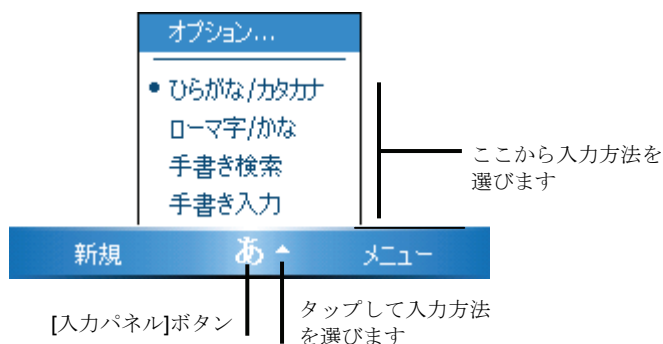 オプション...
• ひらがな/カタカナ
ローマ字/かな
手書き検索
手書き入力
ここから入力方法を
選びます
新規
あ
メニュー
[入力パネル]ボタン
タップして入力方法
を選びます